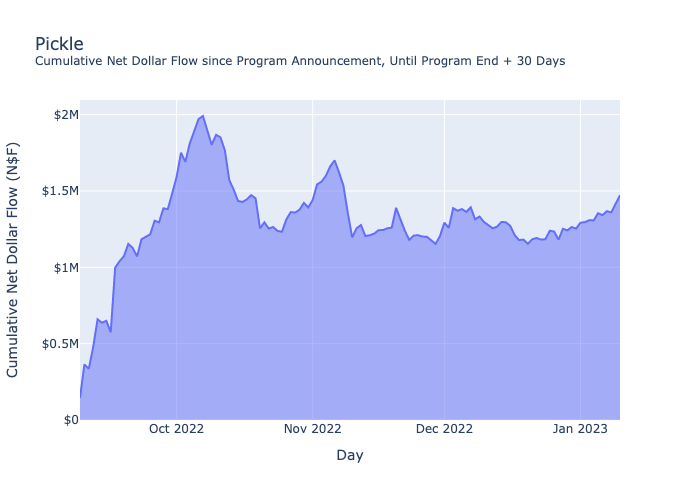 Pickle
Cumulative Net Dollar Flow since Program Announcement, Until Program End + 30 Days
Cumulative Net Dollar Flow (N$F)
$2M
$1.5M
$1M
$0.5M
$0
Oct 2022
Nov 2022
Dec 2022
Jan 2023
Day